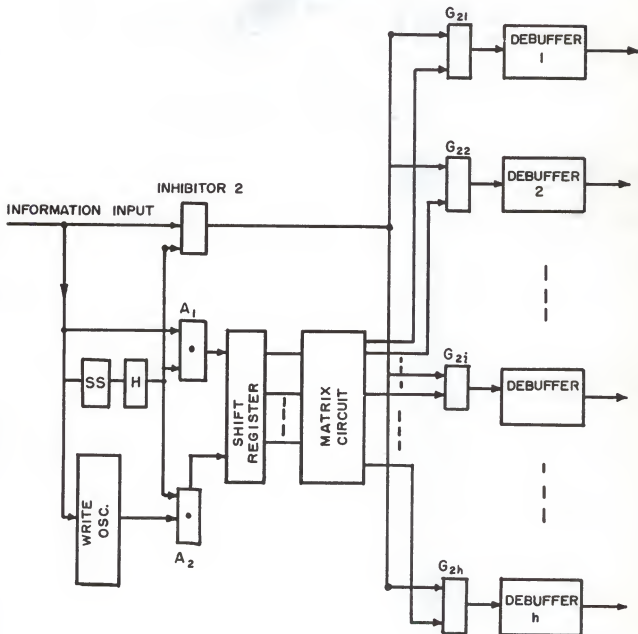 G21
DEBUFFER
1
G22
DEBUFFER
2
INHIBITOR 2
INFORMATION INPUT
A1
SS
H
SHIFT
REGISTER
MATRIX
CIRCUIT
G2i
DEBUFFER
WRITE
OSC.
A2
G2h
DEBUFFER
h